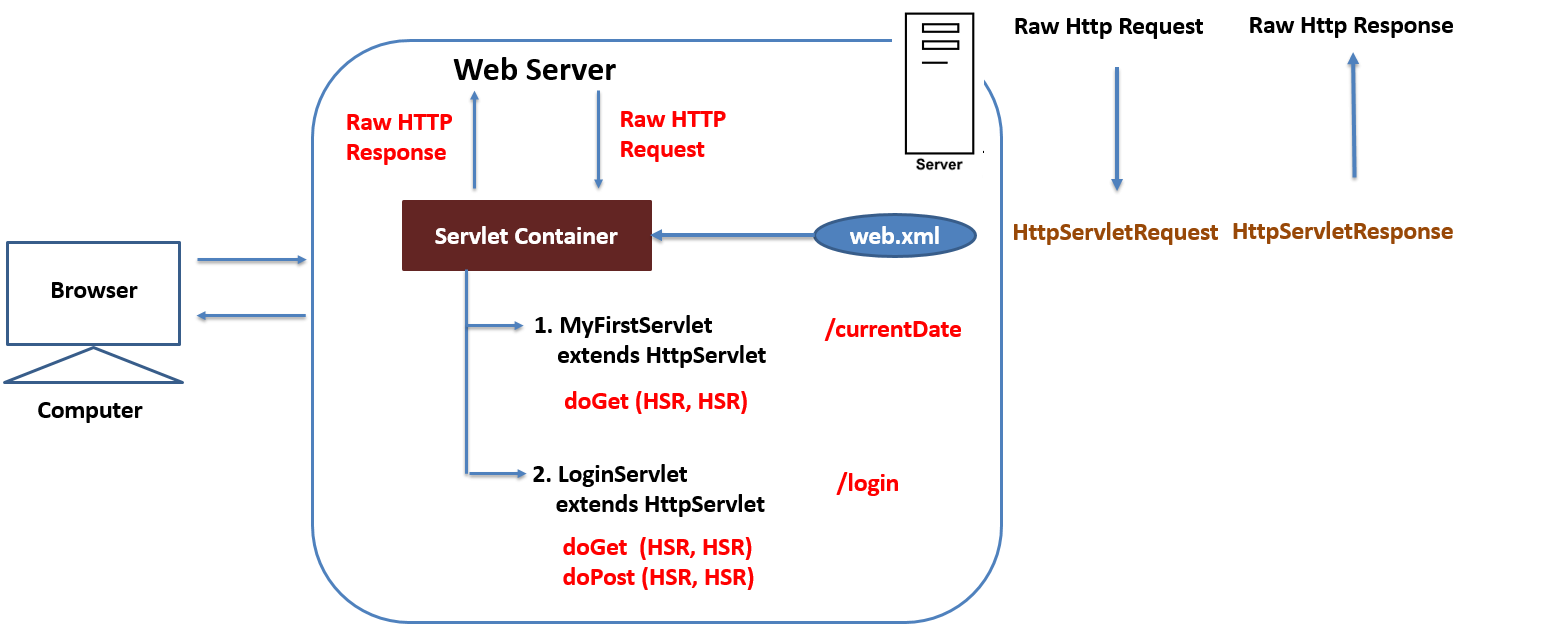 Web Server
Raw HTTP
Response
Raw HTTP
Request
Server
Raw Http Request
Raw Http Response
Servlet Container
web.xml
HttpServletRequest
HttpServletResponse
Browser
Computer
1. MyFirstServlet
extends HttpServlet
/currentDate
doGet (HSR, HSR)
2. LoginServlet
extends HttpServlet
/login
doGet (HSR, HSR)
doPost (HSR, HSR)